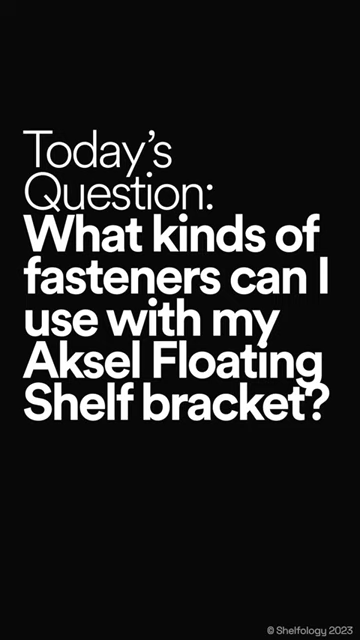 Today's
Question:
What kinds of
fasteners can I
use with my
Aksel Floating
Shelf bracket?
© Shelfology 2023